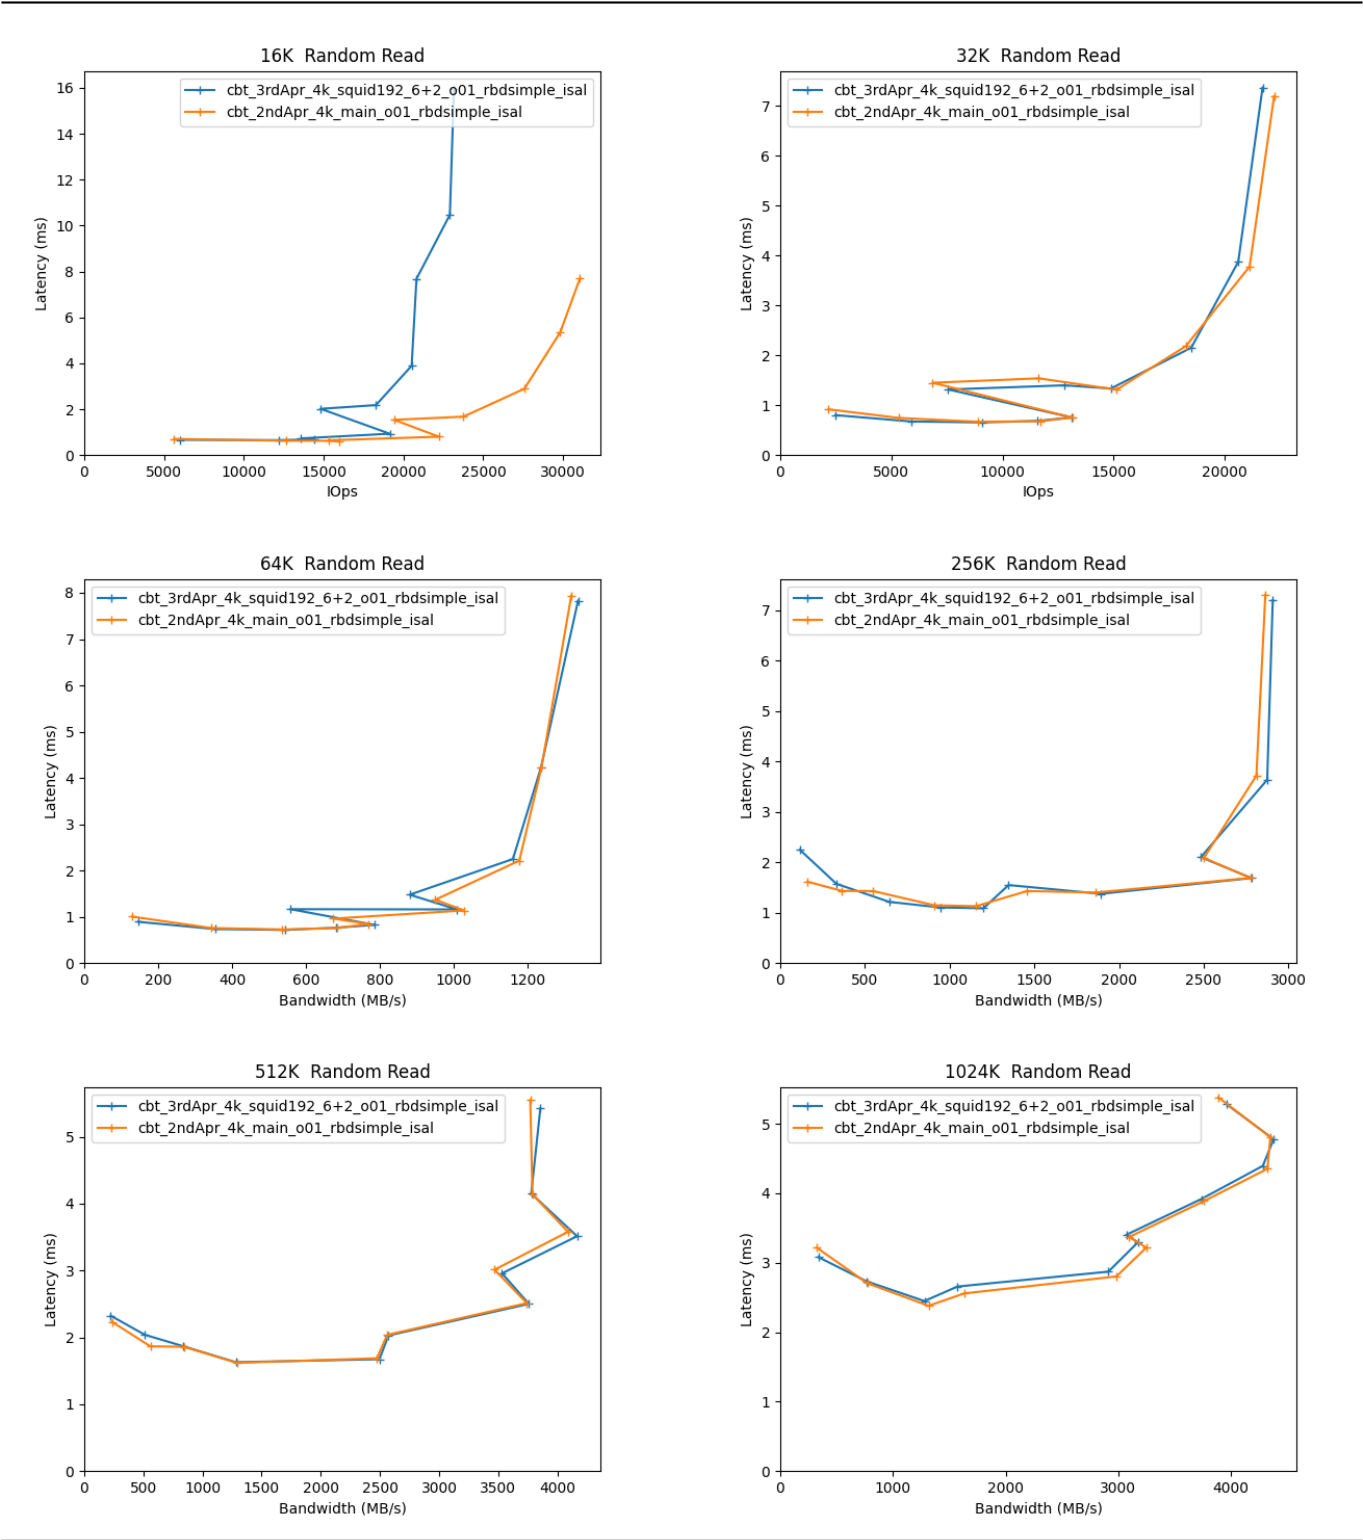 16K  Random Read
cbt_3rdApr_4k_squid192_6+2_o01_rbdsimple_isal
cbt_2ndApr_4k_main_o01_rbdsimple_isal
16
14
12
10
8
6
4
2
0
Latency (ms)
0 5000 10000 15000 20000 25000 30000
IOps
32K  Random Read
cbt_3rdApr_4k_squid192_6+2_o01_rbdsimple_isal
cbt_2ndApr_4k_main_o01_rbdsimple_isal
7
6
5
4
3
2
1
0
Latency (ms)
0 5000 10000 15000 20000
IOps
64K  Random Read
cbt_3rdApr_4k_squid192_6+2_o01_rbdsimple_isal
cbt_2ndApr_4k_main_o01_rbdsimple_isal
8
7
6
5
4
3
2
1
0
Latency (ms)
0 200 400 600 800 1000 1200
Bandwidth (MB/s)
256K  Random Read
cbt_3rdApr_4k_squid192_6+2_o01_rbdsimple_isal
cbt_2ndApr_4k_main_o01_rbdsimple_isal
7
6
5
4
3
2
1
0
Latency (ms)
0 500 1000 1500 2000 2500 3000
Bandwidth (MB/s)
512K  Random Read
cbt_3rdApr_4k_squid192_6+2_o01_rbdsimple_isal
cbt_2ndApr_4k_main_o01_rbdsimple_isal
5
4
3
2
1
0
Latency (ms)
0 500 1000 1500 2000 2500 3000 3500 4000
Bandwidth (MB/s)
1024K  Random Read
cbt_3rdApr_4k_squid192_6+2_o01_rbdsimple_isal
cbt_2ndApr_4k_main_o01_rbdsimple_isal
5
4
3
2
1
0
Latency (ms)
0 1000 2000 3000 4000
Bandwidth (MB/s)